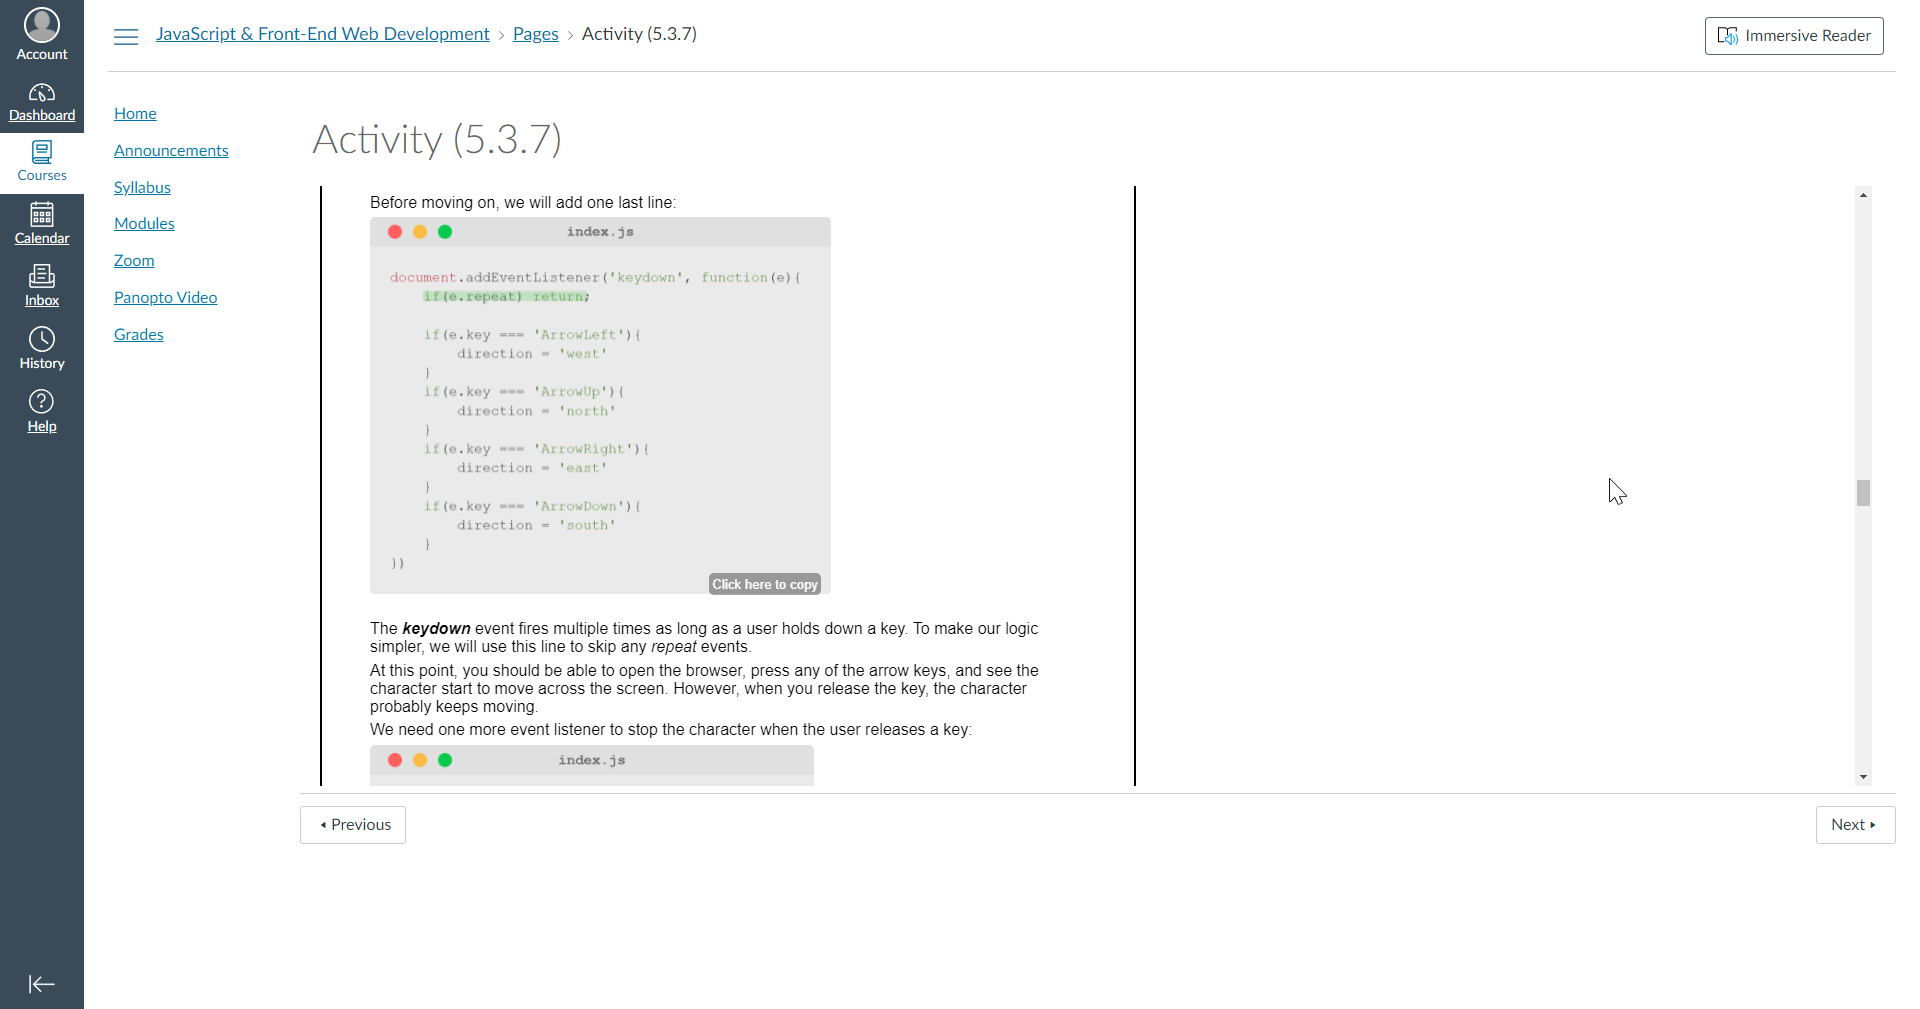 Account
Dashboard
Courses
Calendar
Inbox
History
Help
JavaScript & Front-End Web Development › Pages › Activity (5.3.7)
Immersive Reader
Home
Announcements
Syllabus
Modules
Zoom
Panopto Video
Grades
Activity (5.3.7)
Before moving on, we will add one last line:
index.js
document.addEventListener('keydown', function(e){
    if(e.repeat) return;
    if(e.key === 'ArrowLeft'){
        direction = 'west'
    }
    if(e.key === 'ArrowUp'){
        direction = 'north'
    }
    if(e.key === 'ArrowRight'){
        direction = 'east'
    }
    if(e.key === 'ArrowDown'){
        direction = 'south'
    }
})
Click here to copy
The keydown event fires multiple times as long as a user holds down a key. To make our logic
simpler, we will use this line to skip any repeat events.
At this point, you should be able to open the browser, press any of the arrow keys, and see the
character start to move across the screen. However, when you release the key, the character
probably keeps moving.
We need one more event listener to stop the character when the user releases a key:
index.js
Previous
Next